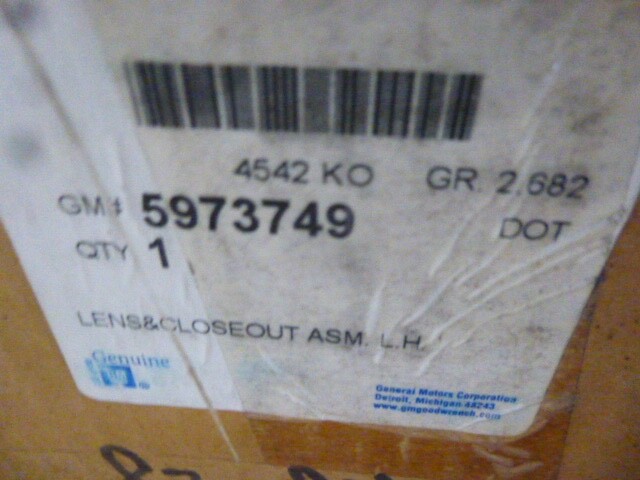 4542 KO GR. 2.682
GM# 5973749 DOT
QTY 1
LENS&CLOSEOUT ASM. L.H.
Genuine
GM ®
General Motors Corporation
Detroit, Michigan 48243
www.gmgoodwrench.com